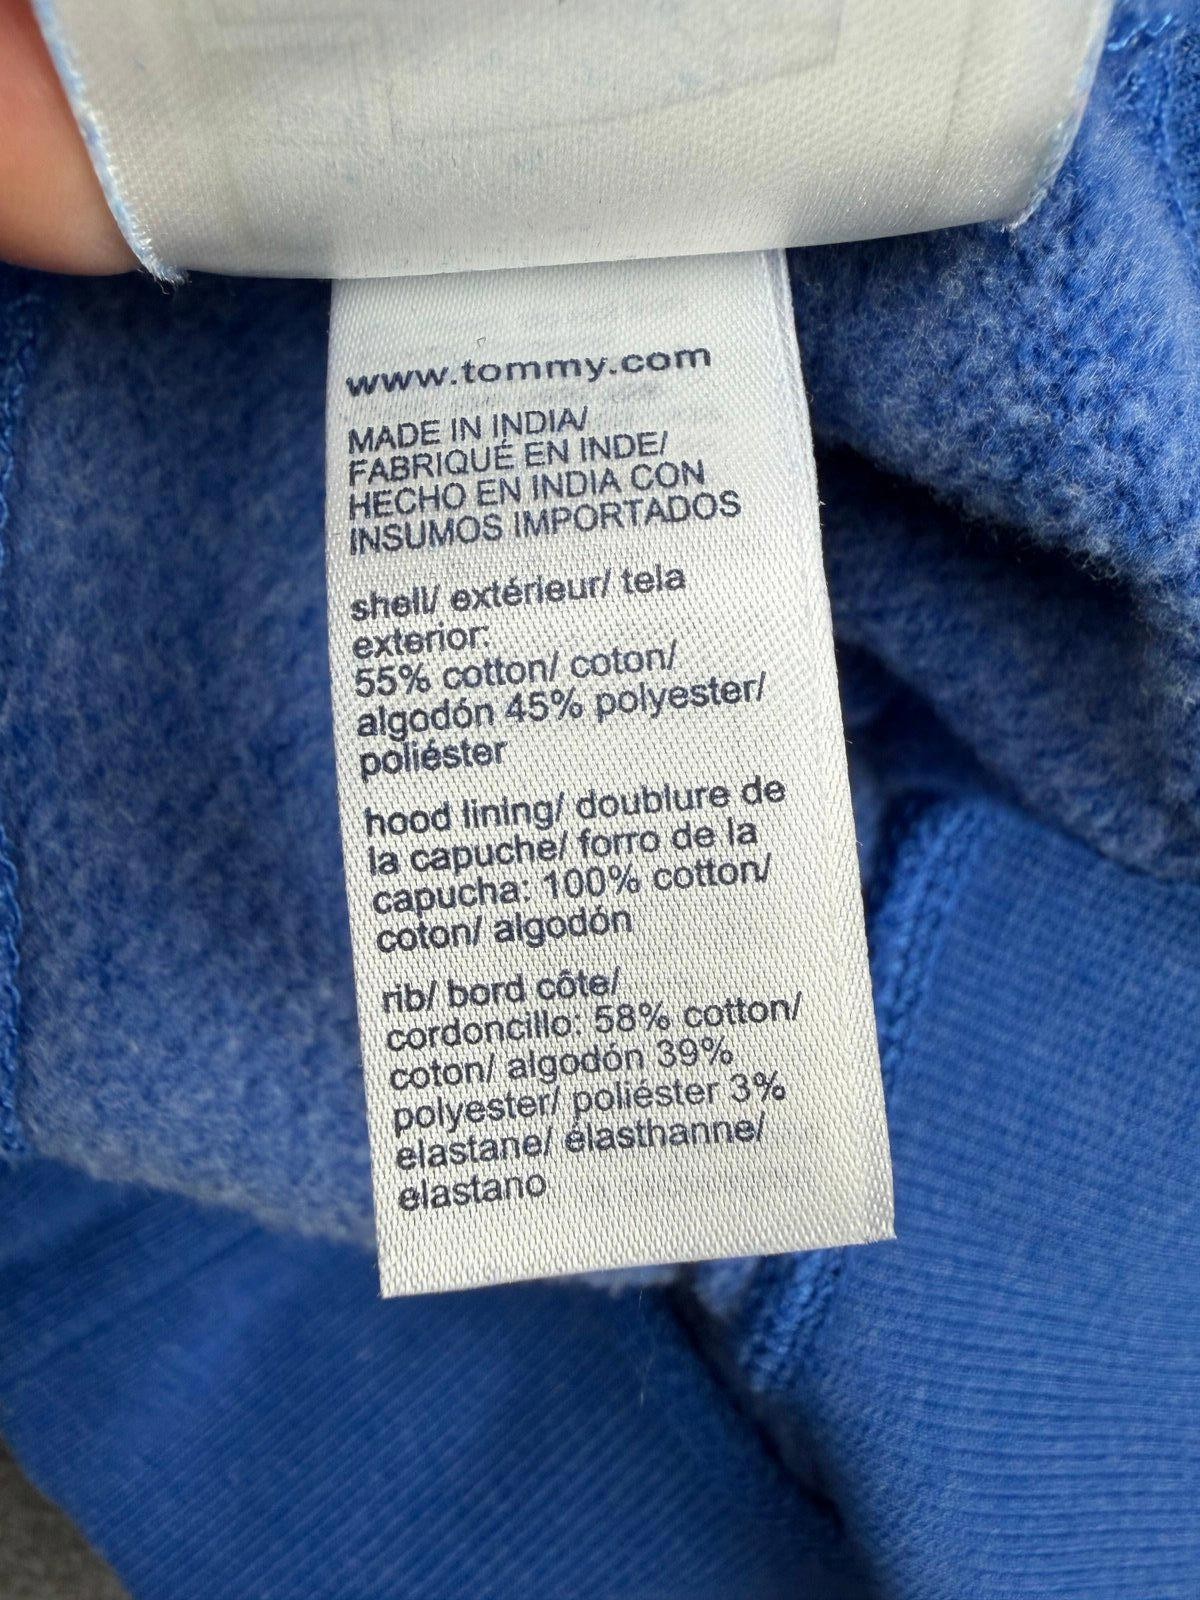 www.tommy.com
MADE IN INDIA/
FABRIQUÉ EN INDE/
HECHO EN INDIA CON
INSUMOS IMPORTADOS
shell/ extérieur/ tela
exterior:
55% cotton/ coton/
algodón 45% polyester/
poliéster
hood lining/ doublure de
la capuche/ forro de la
capucha: 100% cotton/
coton/ algodón
rib/ bord côte/
cordoncillo: 58% cotton/
coton/ algodón 39%
polyester/ poliéster 3%
elastane/ élasthanne/
elastano